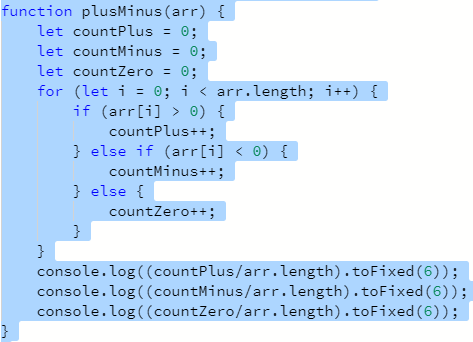 function plusMinus(arr) {
    let countPlus = 0;
    let countMinus = 0;
    let countZero = 0;
    for (let i = 0; i < arr.length; i++) {
        if (arr[i] > 0) {
            countPlus++;
        } else if (arr[i] < 0) {
            countMinus++;
        } else {
            countZero++;
        }
    }
    console.log((countPlus/arr.length).toFixed(6));
    console.log((countMinus/arr.length).toFixed(6));
    console.log((countZero/arr.length).toFixed(6));
}